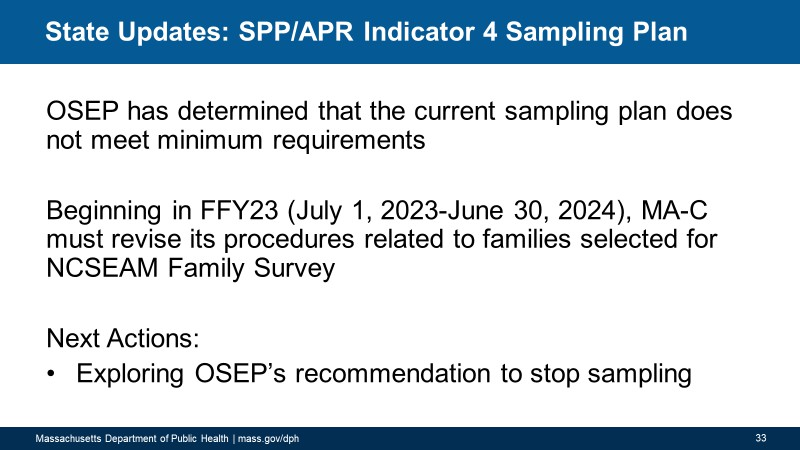 State Updates: SPP/APR Indicator 4 Sampling Plan
OSEP has determined that the current sampling plan does
not meet minimum requirements
Beginning in FFY23 (July 1, 2023-June 30, 2024), MA-C
must revise its procedures related to families selected for
NCSEAM Family Survey
Next Actions:
• Exploring OSEP’s recommendation to stop sampling
Massachusetts Department of Public Health | mass.gov/dph
33